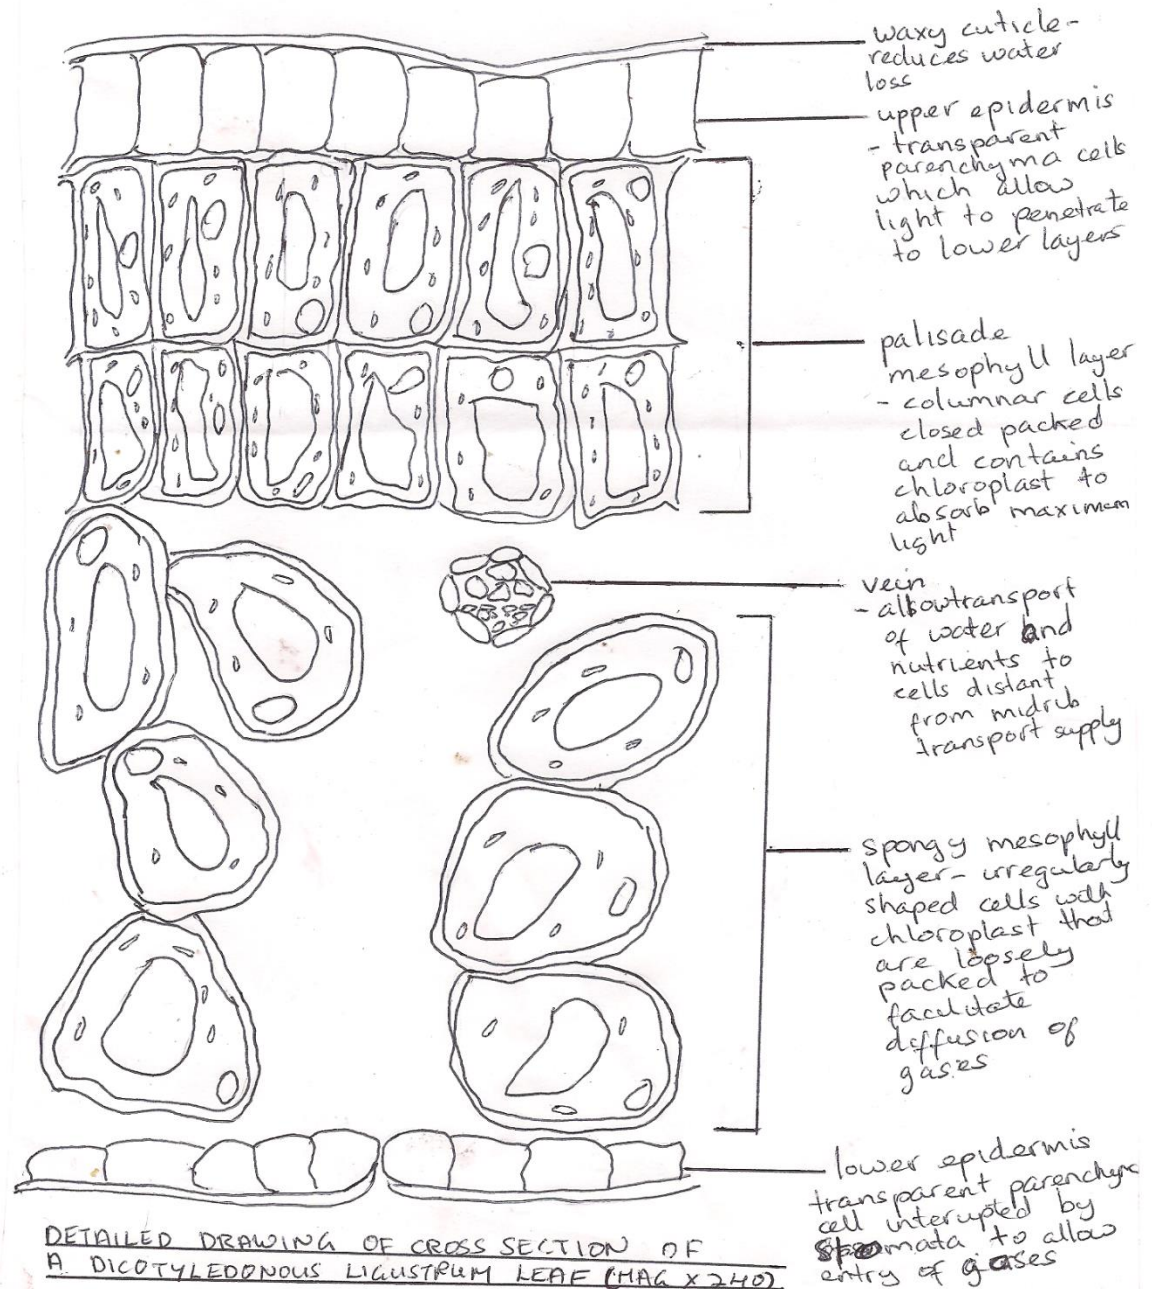 waxy cuticle-
reduces water
loss
upper epidermis
- transparent
parenchyma cells
which allow
light to penetrate
to lower layers
palisade
mesophyll layer
- columnar cells
closed packed
and contains
chloroplast to
absorb maximum
light
vein
- allowtransport
of water and
nutrients to
cells distant
from midrib
transport supply
spongy mesophyll
layer- irregularly
shaped cells with
chloroplast that
are loosely
packed to
facilitate
diffusion of
gases
lower epidermis
transparent parenchyma
cell interupted by
stomata to allow
entry of gases
DETAILED DRAWING OF CROSS SECTION OF
A DICOTYLEDONOUS LIGUSTRUM LEAF (MAG X 240)